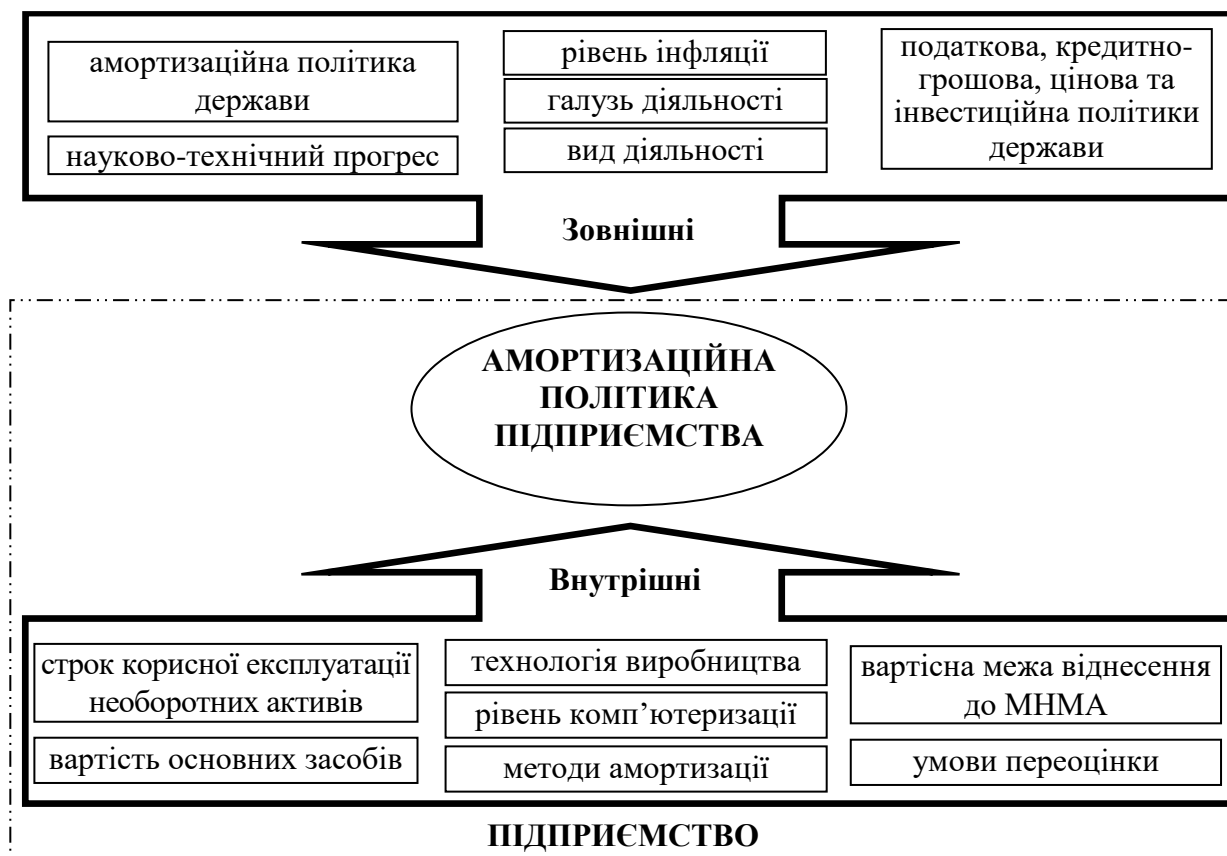 амортизаційна політика
держави
науково-технічний прогрес
рівень інфляції
галузь діяльності
вид діяльності
податкова, кредитно-
грошова, цінова та
інвестиційна політики
держави
Зовнішні
АМОРТИЗАЦІЙНА
ПОЛІТИКА
ПІДПРИЄМСТВА
Внутрішні
строк корисної експлуатації
необоротних активів
вартість основних засобів
технологія виробництва
рівень комп’ютеризації
методи амортизації
вартісна межа віднесення
до МНМА
умови переоцінки
ПІДПРИЄМСТВО